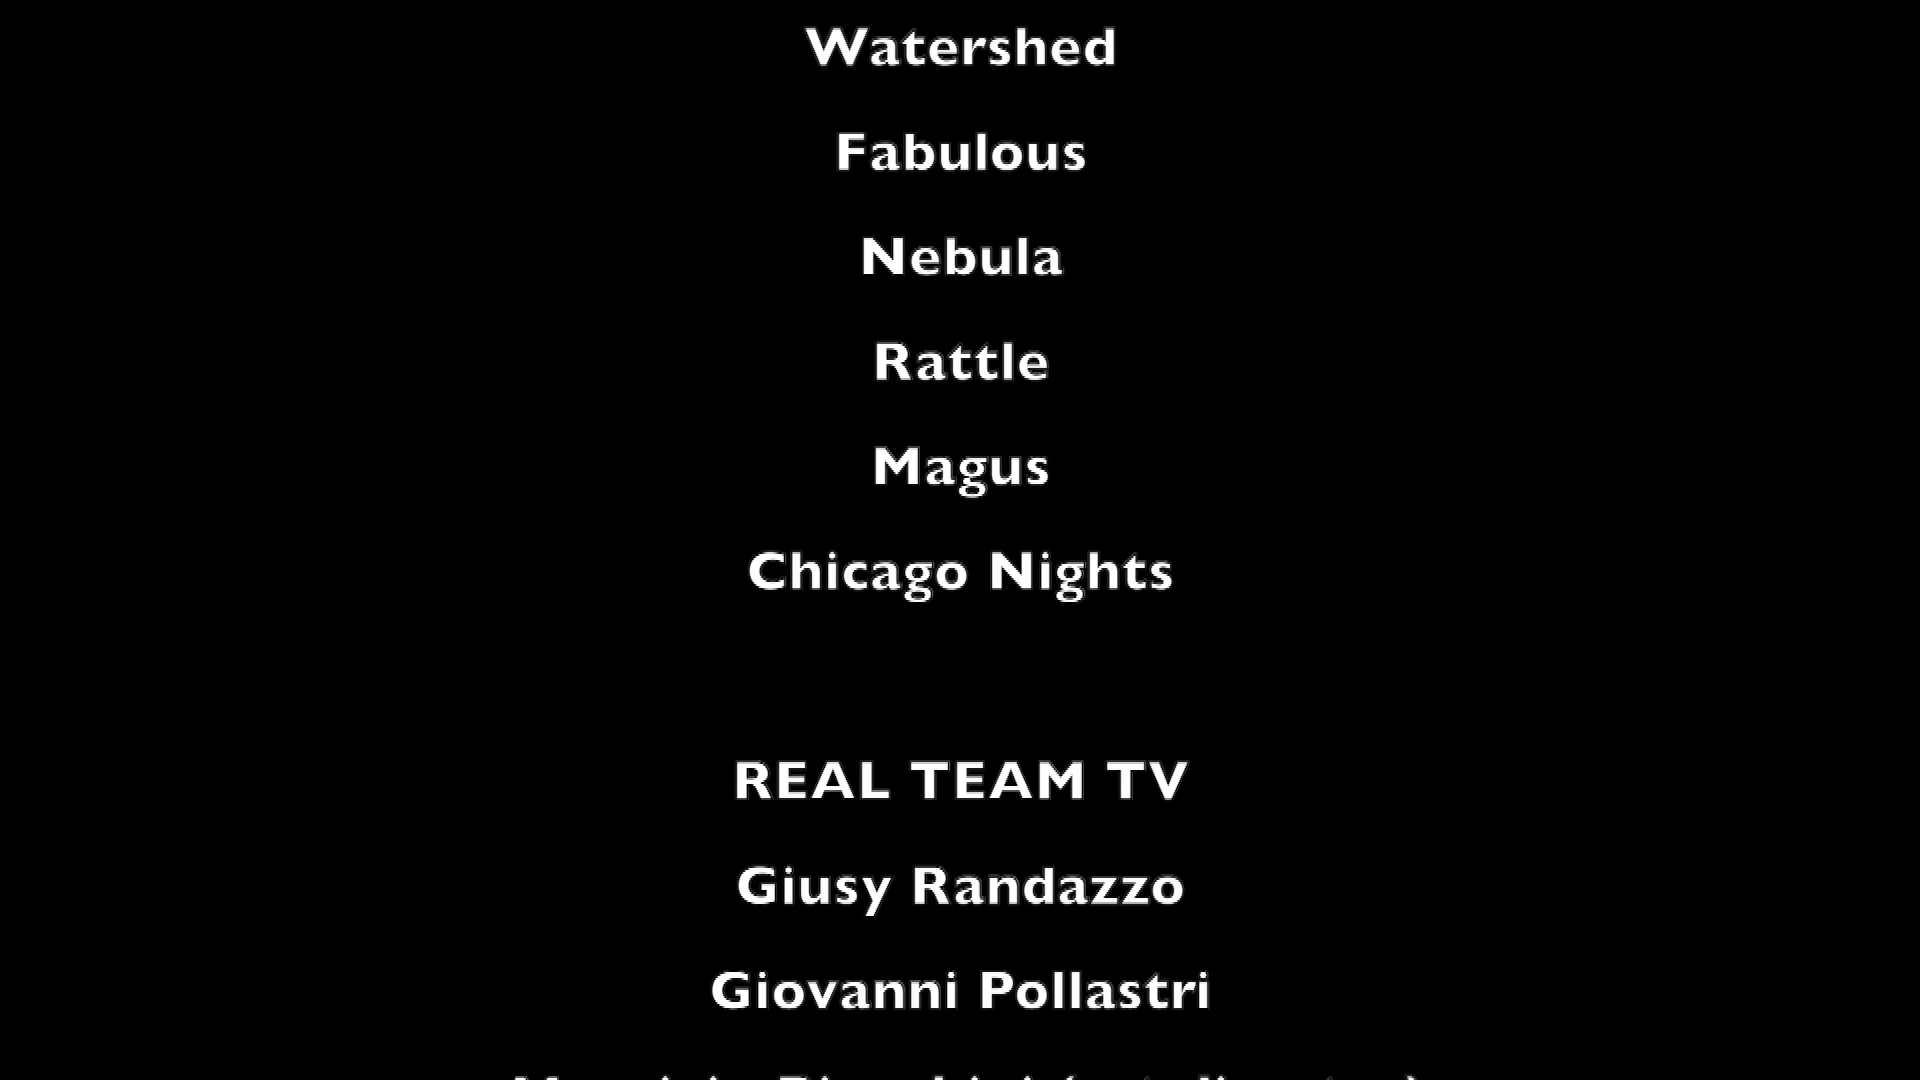 Watershed
Fabulous
Nebula
Rattle
Magus
Chicago Nights
REAL TEAM TV
Giusy Randazzo
Giovanni Pollastri